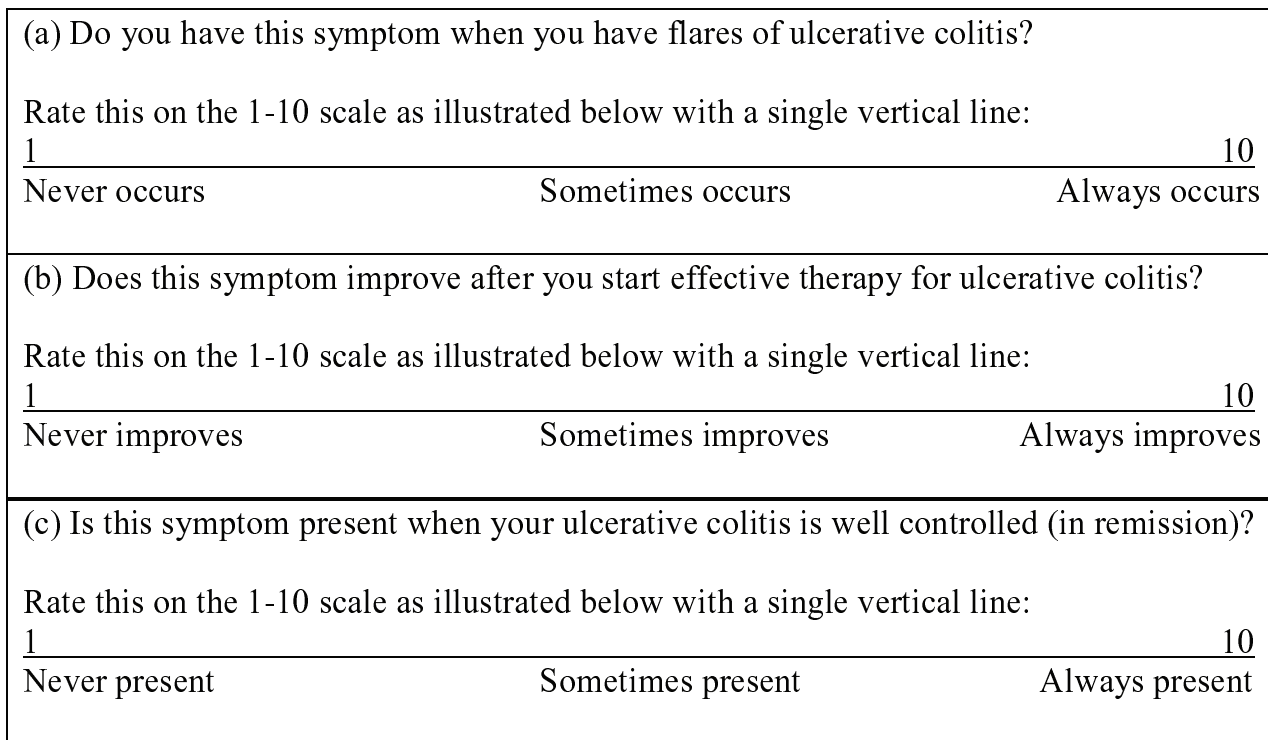 (a) Do you have this symptom when you have flares of ulcerative colitis?
Rate this on the 1-10 scale as illustrated below with a single vertical line:
1 10
Never occurs Sometimes occurs Always occurs
(b) Does this symptom improve after you start effective therapy for ulcerative colitis?
Rate this on the 1-10 scale as illustrated below with a single vertical line:
1 10
Never improves Sometimes improves Always improves
(c) Is this symptom present when your ulcerative colitis is well controlled (in remission)?
Rate this on the 1-10 scale as illustrated below with a single vertical line:
1 10
Never present Sometimes present Always present